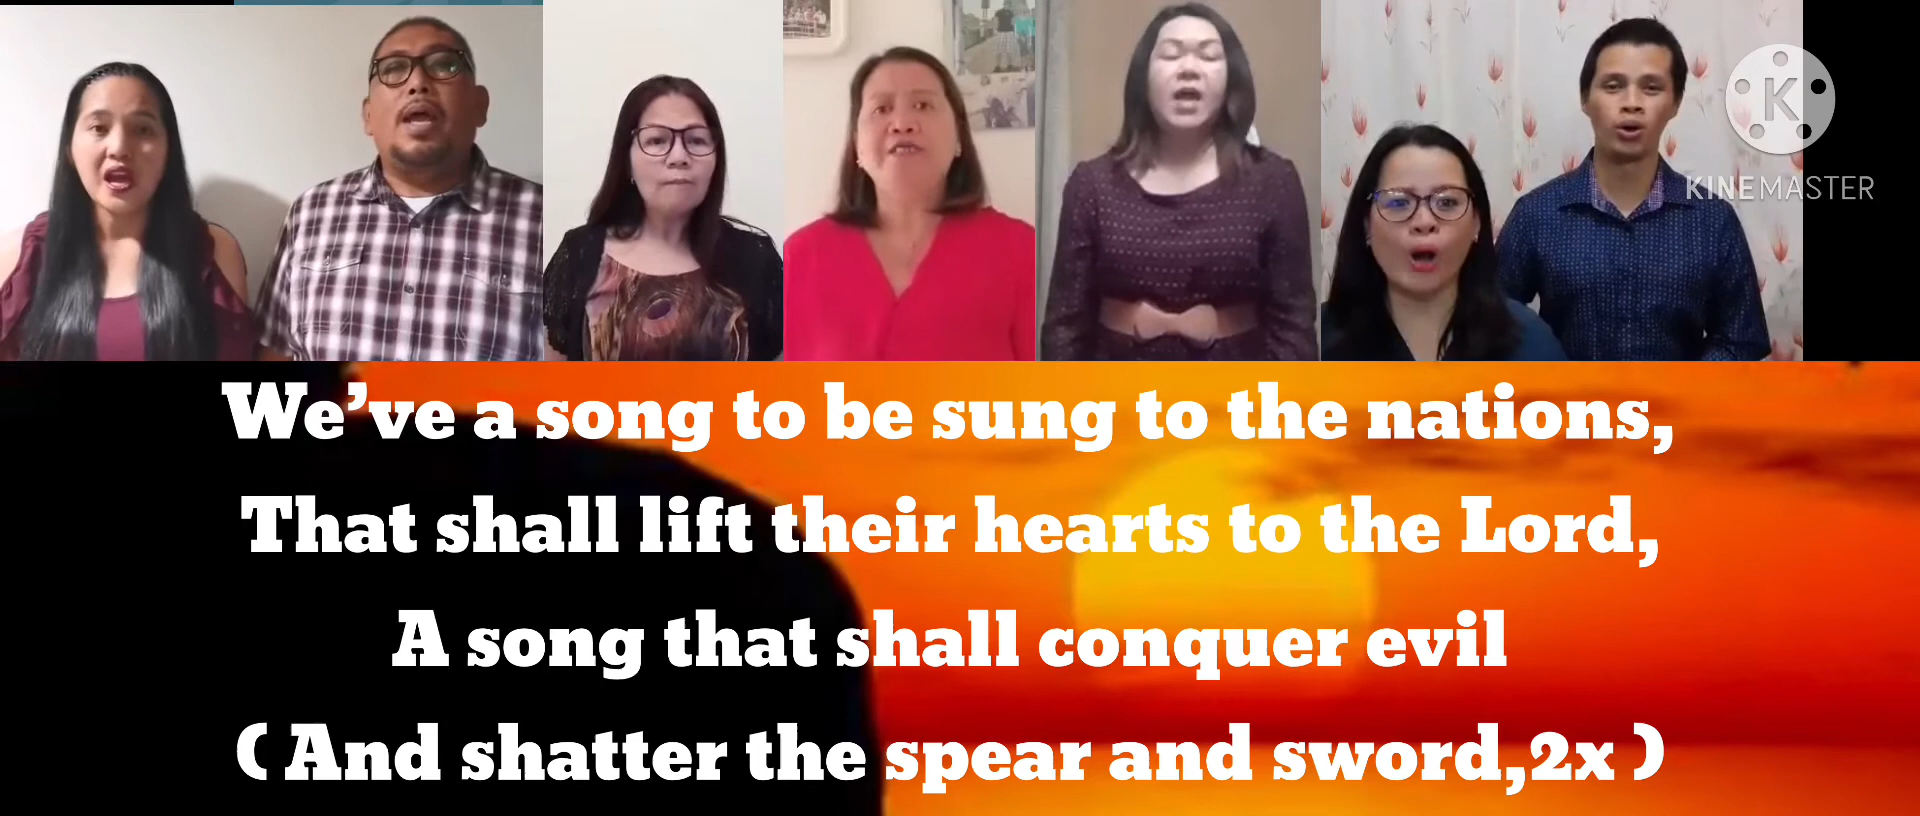 K
KINEMASTER
We've a song to be sung to the nations,
That shall lift their hearts to the Lord,
A song that shall conquer evil
( And shatter the spear and sword,2x )